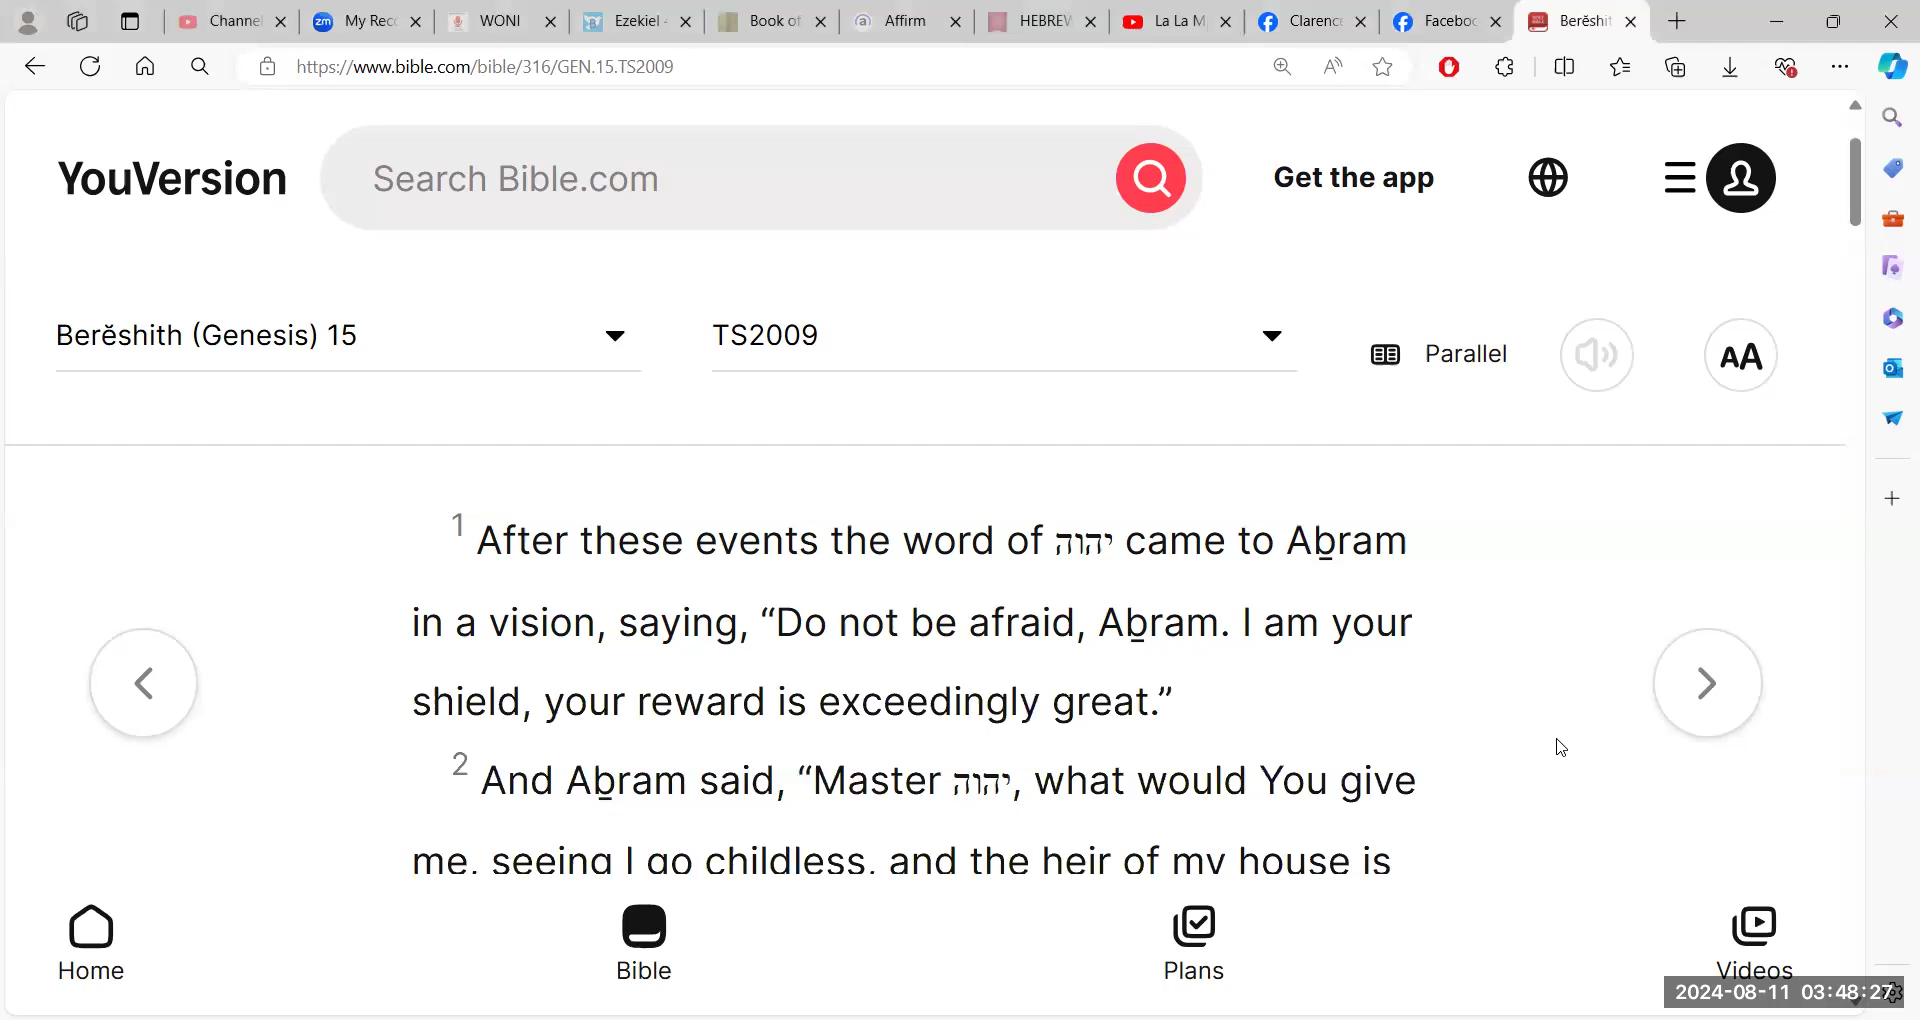 Channe
My Rec
WONI
Ezekiel
Book of
Affirm
HEBREW
La La M
Clarenc
Faceboo
Berĕshit
https://www.bible.com/bible/316/GEN.15.TS2009
YouVersion
Search Bible.com
Get the app
Berĕshith (Genesis) 15
TS2009
Parallel
AA
1 After these events the word of יהוה came to Aḇram
in a vision, saying, “Do not be afraid, Aḇram. I am your
shield, your reward is exceedingly great.”
2 And Aḇram said, “Master יהוה, what would You give
me, seeing I go childless, and the heir of my house is
Home
Bible
Plans
Videos
2024-08-11 03:48:27